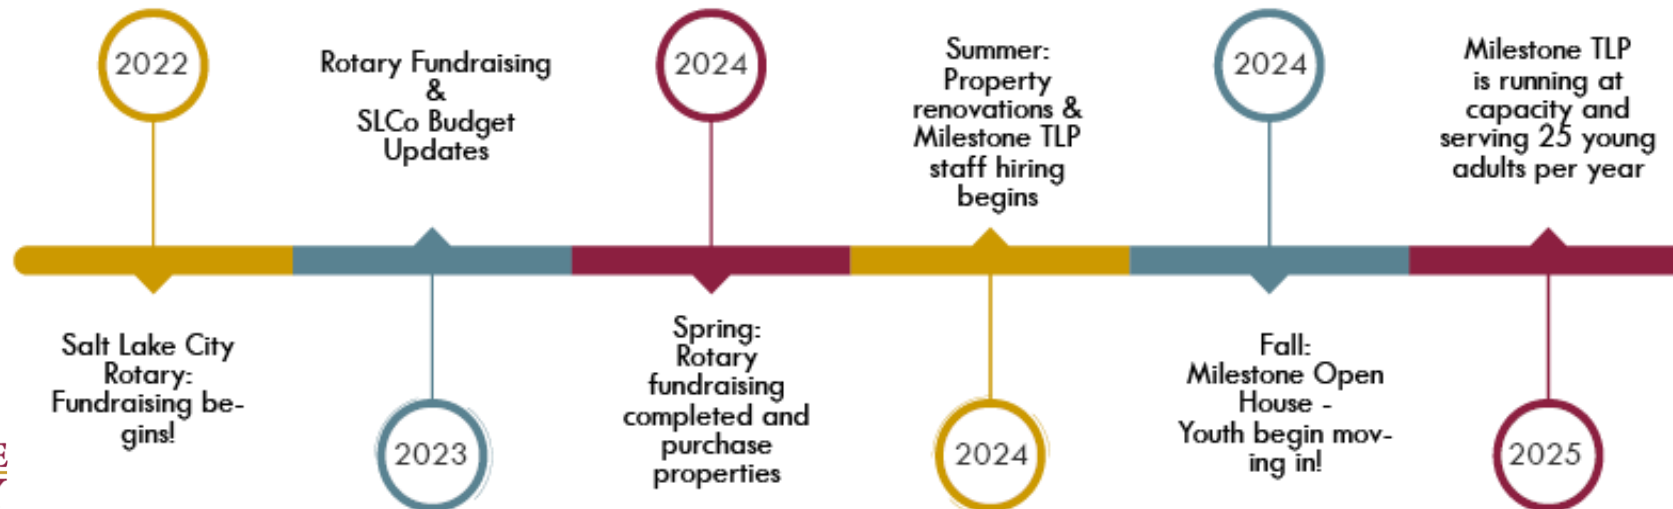 2022
Salt Lake City
Rotary:
Fundraising be-
gins!
Rotary Fundraising
&
SLCo Budget
Updates
2023
2024
Spring:
Rotary
fundraising
completed and
purchase
properties
Summer:
Property
renovations &
Milestone TLP
staff hiring
begins
2024
2024
Fall:
Milestone Open
House -
Youth begin mov-
ing in!
Milestone TLP
is running at
capacity and
serving 25 young
adults per year
2025